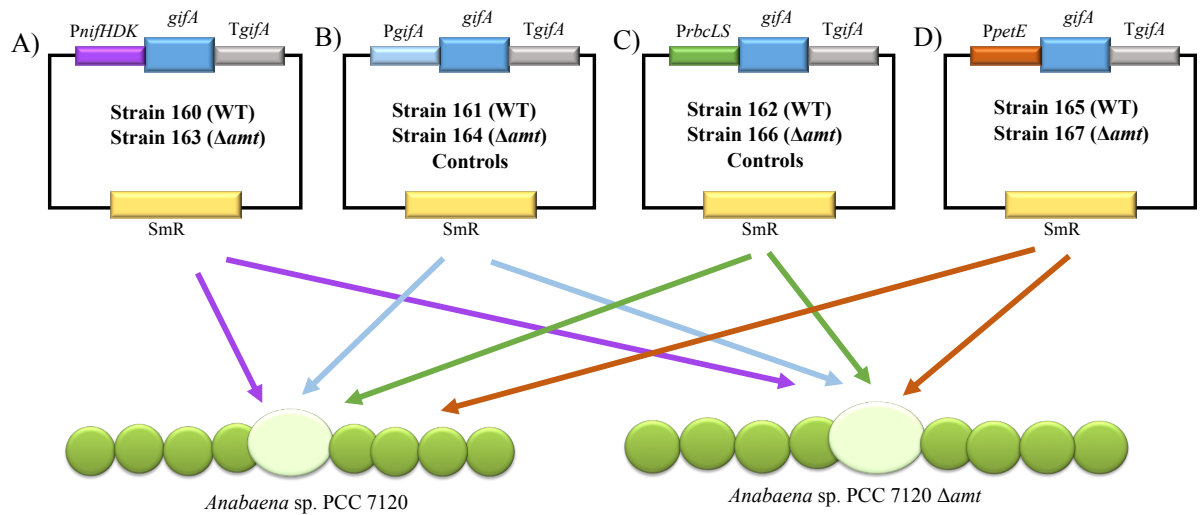 A)
PnifHDK gifA TgifA
Strain 160 (WT)
Strain 163 (Δamt)
SmR
B)
PgifA gifA TgifA
Strain 161 (WT)
Strain 164 (Δamt)
Controls
SmR
C)
PrbcLS gifA TgifA
Strain 162 (WT)
Strain 166 (Δamt)
Controls
SmR
D)
PpetE gifA TgifA
Strain 165 (WT)
Strain 167 (Δamt)
SmR
Anabaena sp. PCC 7120
Anabaena sp. PCC 7120 Δamt